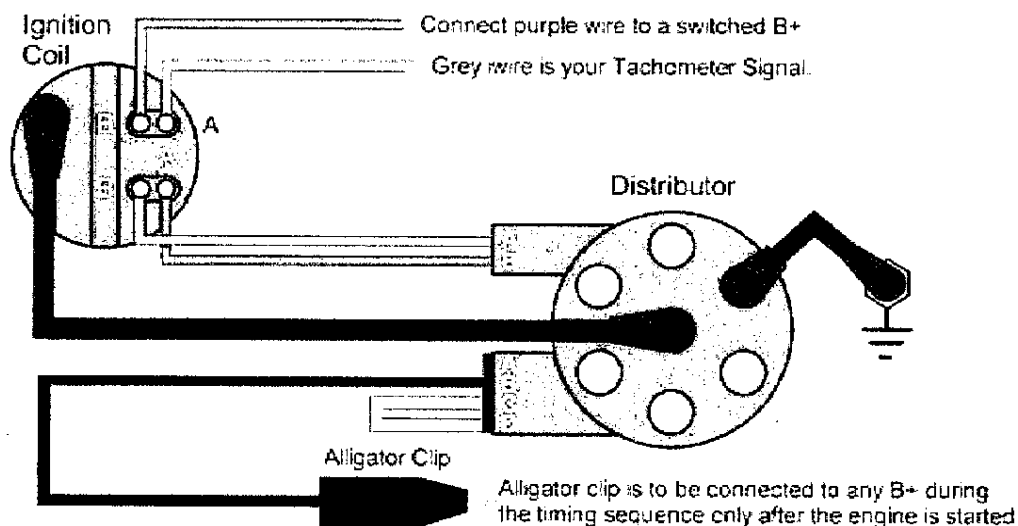 Ignition
Coil
Connect purple wire to a switched B+
Grey wire is your Tachometer Signal.
A
Distributor
Alligator Clip
Alligator clip is to be connected to any B+ during
the timing sequence only after the engine is started